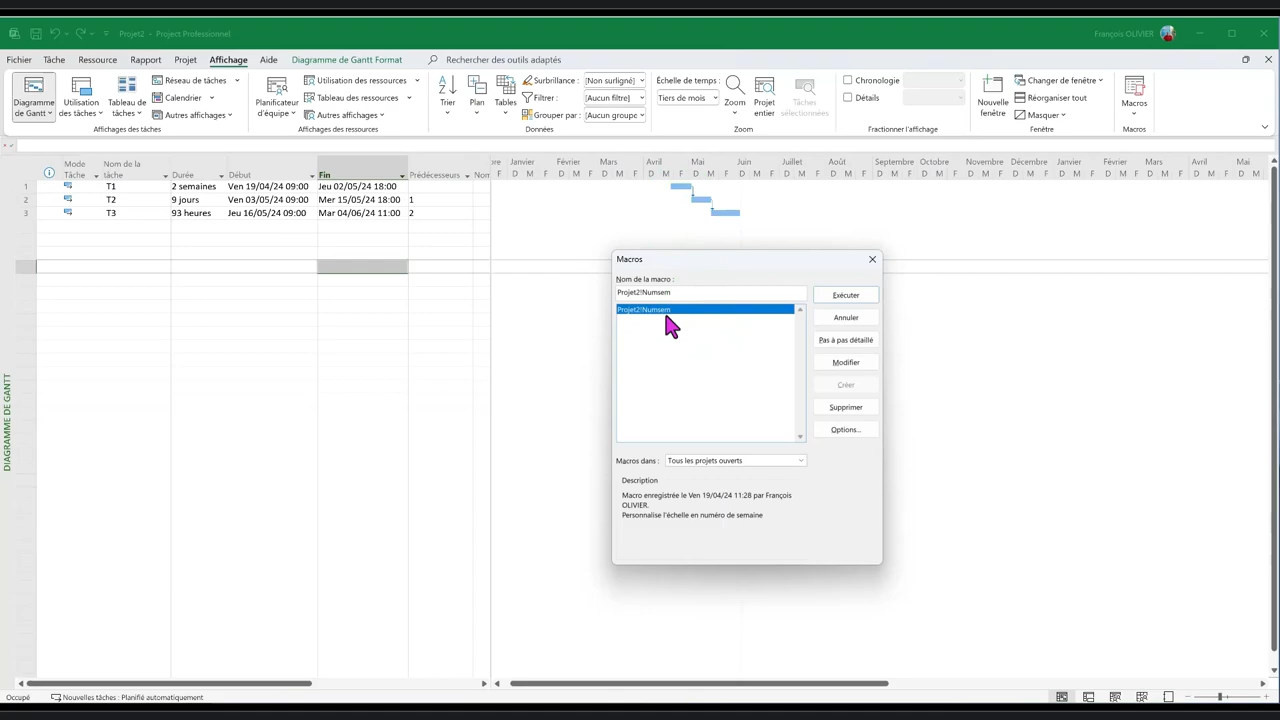 Projet2 - Project Professionnel
François OLIVIER
Fichier Tâche Ressource Rapport Projet Affichage Aide Diagramme de Gantt Format Rechercher des outils adaptés
Diagramme de Gantt
Utilisation des tâches
Tableau de tâches
Réseau de tâches
Calendrier
Autres affichages
Affichages des tâches
Planificateur d'équipe
Utilisation des ressources
Tableau des ressources
Autres affichages
Affichages des ressources
Trier
Plan
Tables
Surbrillance : [Non surligné]
Filtrer : [Aucun filtre]
Grouper par : [Aucun groupe
Données
Échelle de temps :
Tiers de mois
Zoom
Projet entier
Tâches sélectionnées
Zoom
Chronologie
Détails
Fractionner l'affichage
Nouvelle fenêtre
Changer de fenêtre
Réorganiser tout
Masquer
Fenêtre
Macros
Macros
Mode Tâche
Nom de la tâche
Durée
Début
Fin
Prédécesseurs
Nom
1 T1 2 semaines Ven 19/04/24 09:00 Jeu 02/05/24 18:00
2 T2 9 jours Ven 03/05/24 09:00 Mer 15/05/24 18:00 1
3 T3 93 heures Jeu 16/05/24 09:00 Mar 04/06/24 11:00 2
re Janvier Février Mars Avril Mai Juin Juillet Août Septembre Octobre Novembre Décembre Mars Avril Mai
F D M F D M F D M F D M F D M F D M F D M F D M F D M F D M F D M F D M F D M F D M
Macros
Nom de la macro :
Projet2!Numsem
Projet2!Numsem
Exécuter
Annuler
Pas à pas détaillé
Modifier
Créer
Supprimer
Options...
Macros dans : Tous les projets ouverts
Description
Macro enregistrée le Ven 19/04/24 11:28 par François
OLIVIER.
Personnalise l'échelle en numéro de semaine
DIAGRAMME DE GANTT
Occupé Nouvelles tâches : Planifié automatiquement